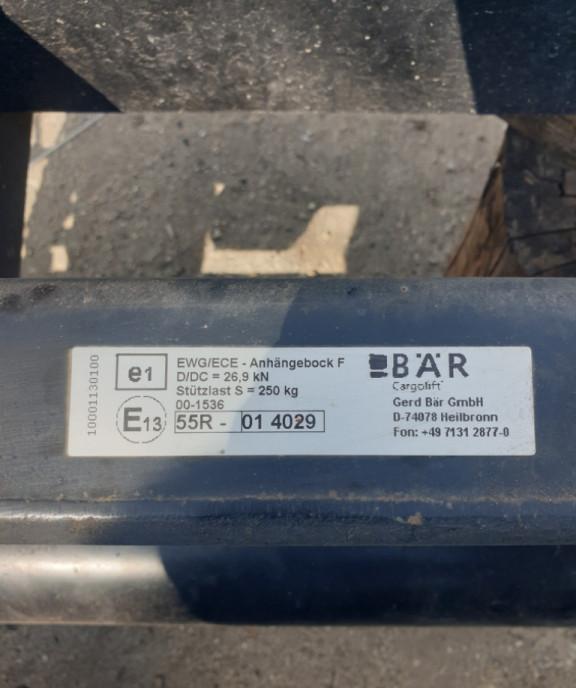 10001130100
e1
EWG/ECE - Anhängebock F
D/DC = 26,9 kN
Stützlast S = 250 kg
00-1536
E13
55R - 01 4029
BÄR
Cargolift
Gerd Bär GmbH
D-74078 Heilbronn
Fon: +49 7131 2877-0